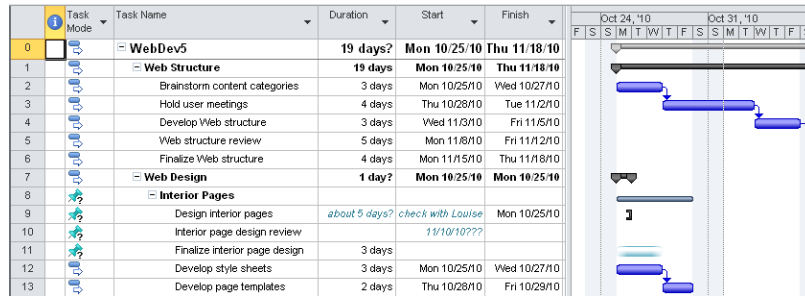 Task Mode Task Name Duration Start Finish Oct 24, '10 Oct 31, '10
F S S M T W T F S S M T W T F S
0 WebDev5 19 days? Mon 10/25/10 Thu 11/18/10
1 Web Structure 19 days Mon 10/25/10 Thu 11/18/10
2 Brainstorm content categories 3 days Mon 10/25/10 Wed 10/27/10
3 Hold user meetings 4 days Thu 10/28/10 Tue 11/2/10
4 Develop Web structure 3 days Wed 11/3/10 Fri 11/5/10
5 Web structure review 5 days Mon 11/8/10 Fri 11/12/10
6 Finalize Web structure 4 days Mon 11/15/10 Thu 11/18/10
7 Web Design 1 day? Mon 10/25/10 Mon 10/25/10
8 Interior Pages
9 Design interior pages about 5 days? check with Louise Mon 10/25/10
10 Interior page design review 11/10/10???
11 Finalize interior page design 3 days
12 Develop style sheets 3 days Mon 10/25/10 Wed 10/27/10
13 Develop page templates 2 days Thu 10/28/10 Fri 10/29/10